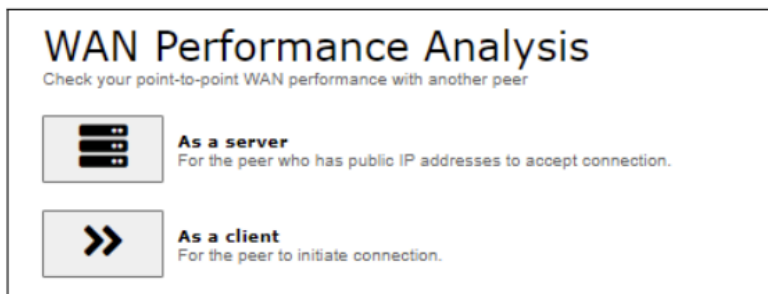 WAN Performance Analysis
Check your point-to-point WAN performance with another peer
As a server
For the peer who has public IP addresses to accept connection.
As a client
For the peer to initiate connection.